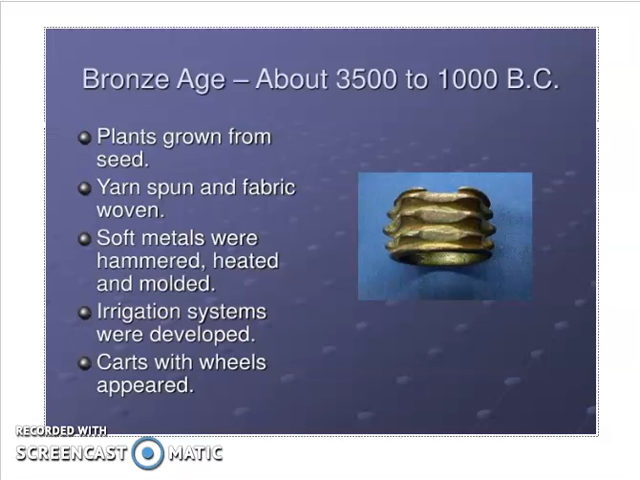 Bronze Age – About 3500 to 1000 B.C.
Plants grown from
seed.
Yarn spun and fabric
woven.
Soft metals were
hammered, heated
and molded.
Irrigation systems
were developed.
Carts with wheels
appeared.
RECORDED WITH
SCREENCAST MATIC